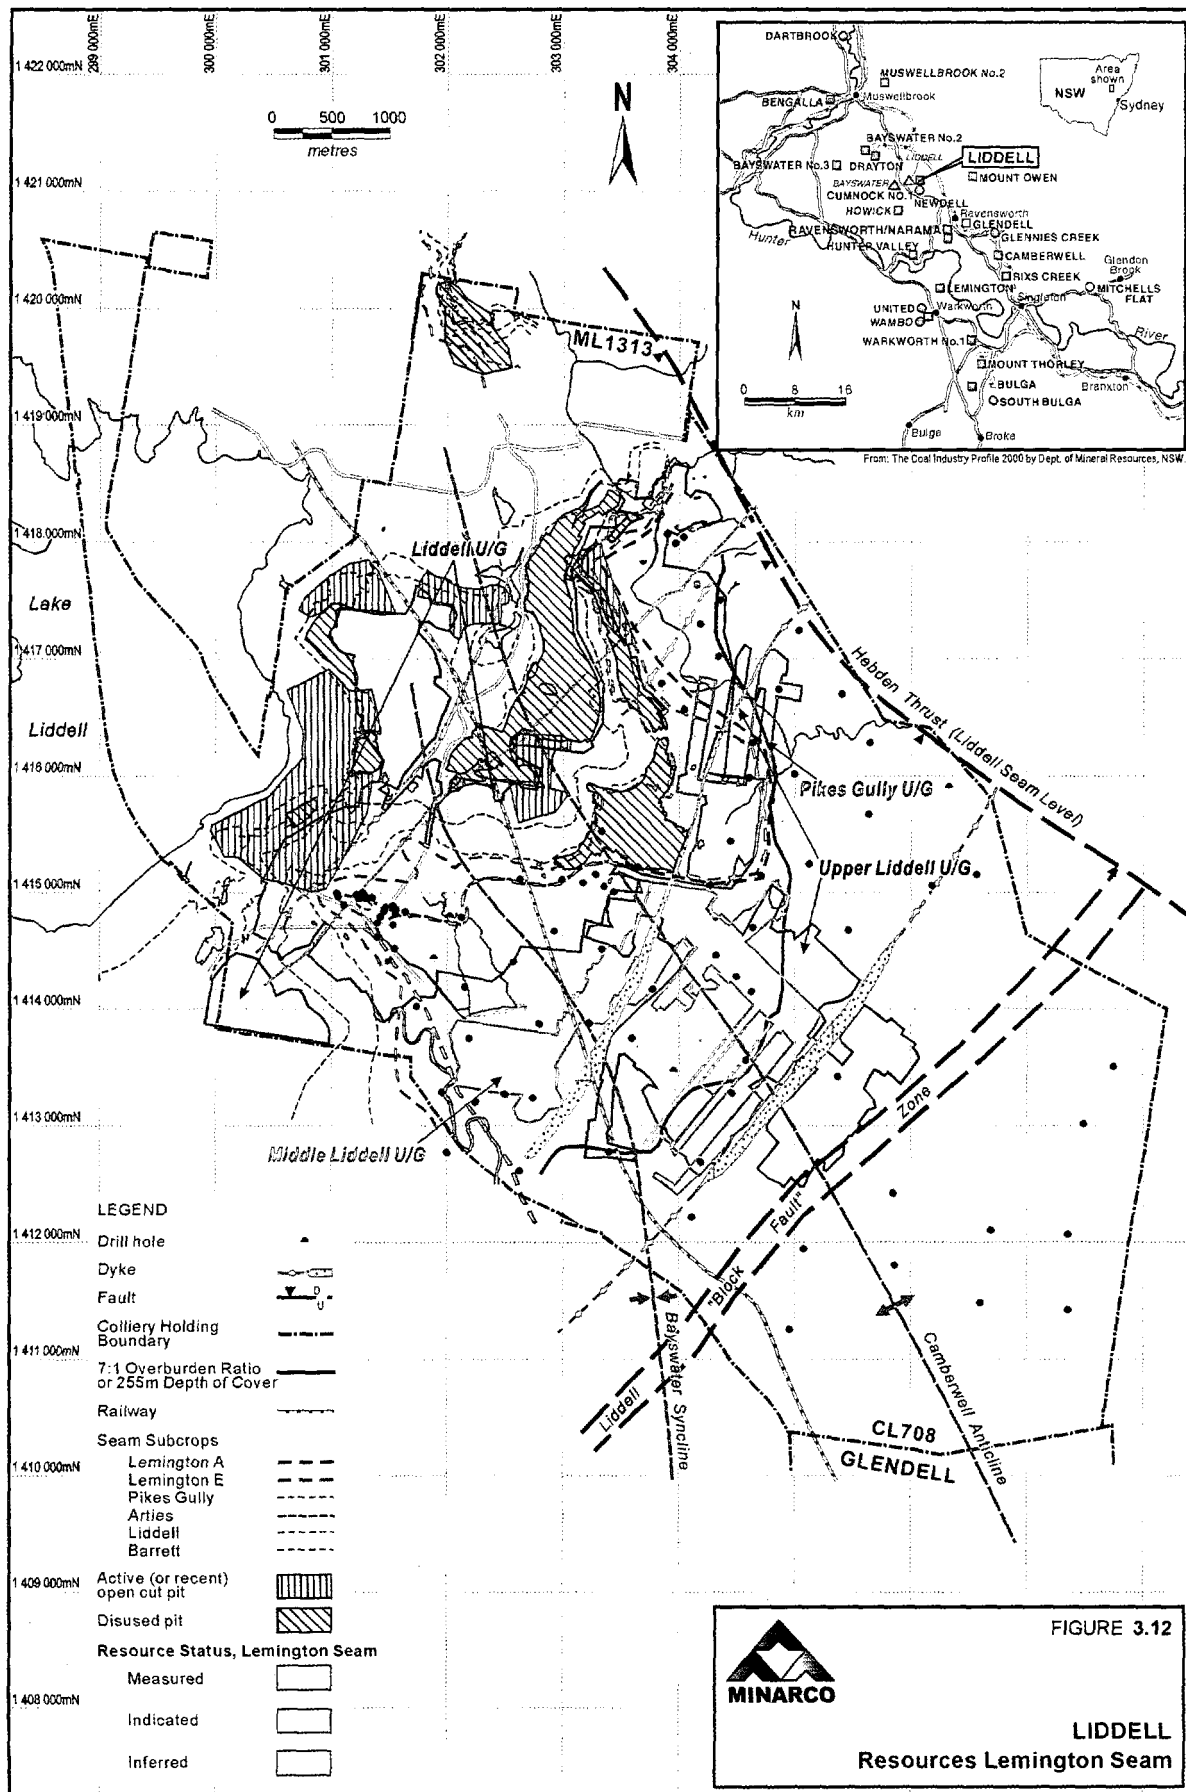 289 000mE
300 000mE
301 000mE
302 000mE
303 000mE
304 000mE
1 422 000mN
1 421 000mN
1 420 000mN
1 419 000mN
1 418 000mN
1 417 000mN
1 416 000mN
1 415 000mN
1 414 000mN
1 413 000mN
1 412 000mN
1 411 000mN
1 410 000mN
1 409 000mN
1 408 000mN
0 500 1000
metres
N
DARTBROOK
MUSWELLBROOK No.2
Muswellbrook
BENGALLA
BAYSWATER No.2
LIDDELL
BAYSWATER No.3
DRAYTON
LIDDELL
MOUNT OWEN
BAYSWATER
CUMNOCK No.1
NEWDELL
HOWICK
Ravensworth
GLENDELL
RAVENSWORTH/NARAMA
GLENNIES CREEK
Hunter
HUNTER VALLEY
CAMBERWELL
Glendon
Brook
RIXS CREEK
LEMINGTON
MITCHELLS
FLAT
Singleton
UNITED
Warkworth
WAMBO
River
WARKWORTH No.1
MOUNT THORLEY
Branxton
BULGA
SOUTH BULGA
Bulga
Broke
N
0 8 16
km
NSW
Area
shown
Sydney
From: The Coal Industry Profile 2000 by Dept. of Mineral Resources, NSW.
ML1313
Liddell U/G
Lake
Liddell
Hebden Thrust (Liddell Seam Level)
Pikes Gully U/G
Upper Liddell U/G
Middle Liddell U/G
Liddell "Block Fault" Zone
Bayswater Syncline
Camberwell Anticline
CL708
GLENDELL
LEGEND
Drill hole
Dyke
Fault
D
U
Colliery Holding
Boundary
7:1 Overburden Ratio
or 255m Depth of Cover
Railway
Seam Subcrops
Lemington A
Lemington E
Pikes Gully
Arties
Liddell
Barrett
Active (or recent)
open cut pit
Disused pit
Resource Status, Lemington Seam
Measured
Indicated
Inferred
MINARCO
FIGURE 3.12
LIDDELL
Resources Lemington Seam